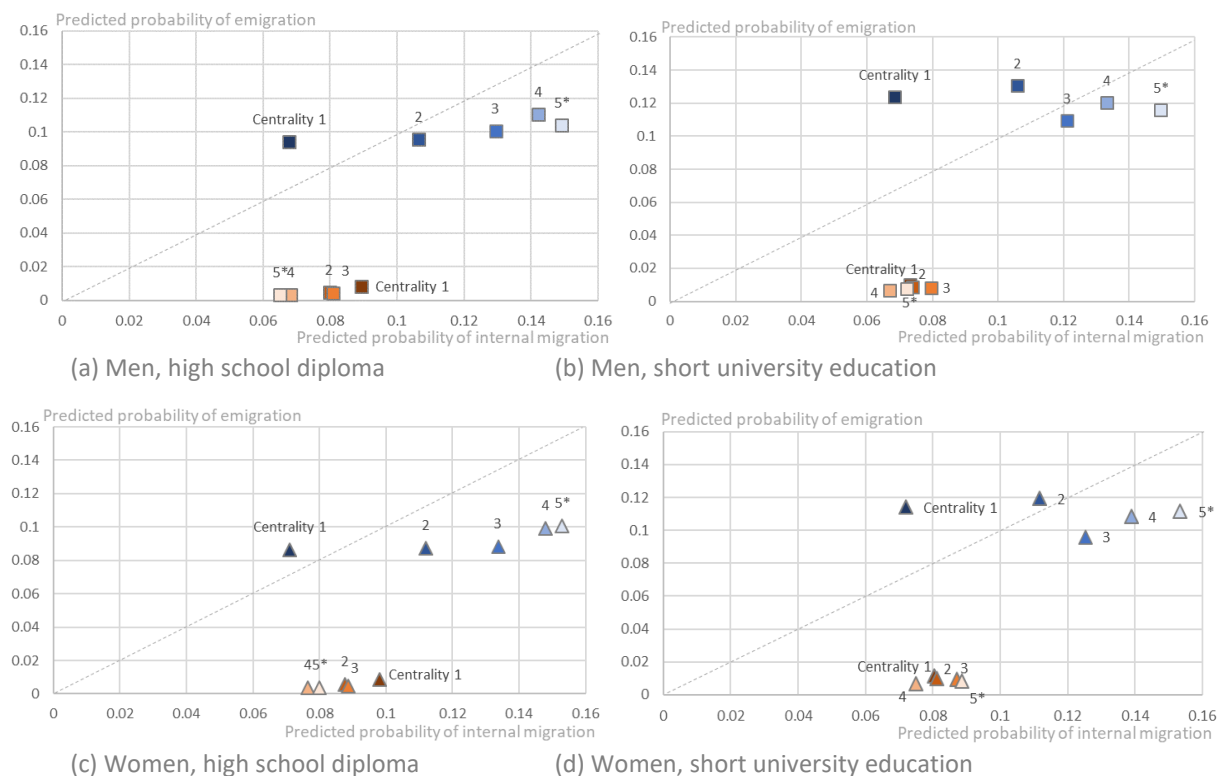 Predicted probability of emigration
0.16
0.14
0.12
0.1
0.08
0.06
0.04
0.02
0
Centrality 1
2
3
4
5*
5* 4
2 3
Centrality 1
0 0.02 0.04 0.06 0.08 0.1 0.12 0.14 0.16
Predicted probability of internal migration
(a) Men, high school diploma
Predicted probability of emigration
0.16
0.14
0.12
0.1
0.08
0.06
0.04
0.02
0
Centrality 1
2
3
4
5*
Centrality 1
2
3
4
5*
0 0.02 0.04 0.06 0.08 0.1 0.12 0.14 0.16
Predicted probability of internal migration
(b) Men, short university education
Predicted probability of emigration
0.16
0.14
0.12
0.1
0.08
0.06
0.04
0.02
0
Centrality 1
2
3
4 5*
45*
2
3
Centrality 1
0 0.02 0.04 0.06 0.08 0.1 0.12 0.14 0.16
Predicted probability of internal migration
(c) Women, high school diploma
Predicted probability of emigration
0.16
0.14
0.12
0.1
0.08
0.06
0.04
0.02
0
Centrality 1
2
3
4
5*
Centrality 1
2 3
4
5*
0 0.02 0.04 0.06 0.08 0.1 0.12 0.14 0.16
Predicted probability of internal migration
(d) Women, short university education